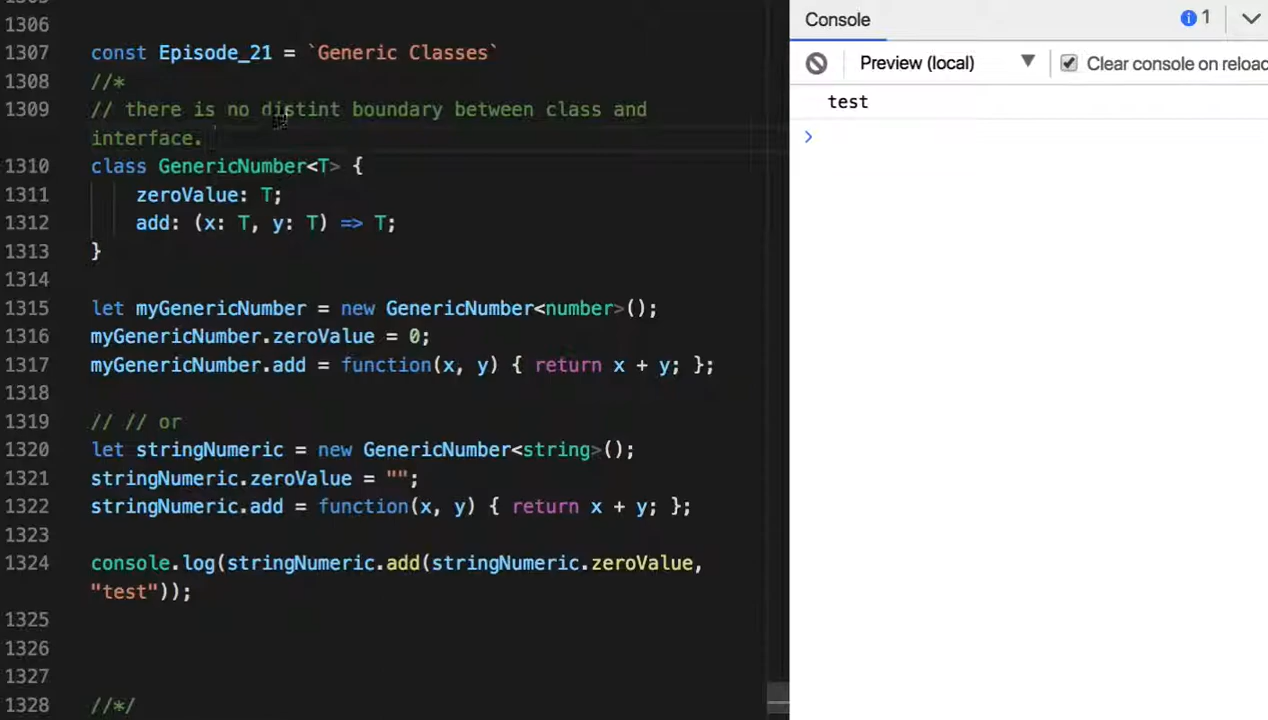 1306
1307 const Episode_21 = `Generic Classes`
1308 //*
1309 // there is no distint boundary between class and
interface.
1310 class GenericNumber<T> {
1311 zeroValue: T;
1312 add: (x: T, y: T) => T;
1313 }
1314
1315 let myGenericNumber = new GenericNumber<number>();
1316 myGenericNumber.zeroValue = 0;
1317 myGenericNumber.add = function(x, y) { return x + y; };
1318
1319 // // or
1320 let stringNumeric = new GenericNumber<string>();
1321 stringNumeric.zeroValue = "";
1322 stringNumeric.add = function(x, y) { return x + y; };
1323
1324 console.log(stringNumeric.add(stringNumeric.zeroValue,
"test"));
1325
1326
1327
1328 //*/
Console 1
Preview (local) Clear console on reload
test
>